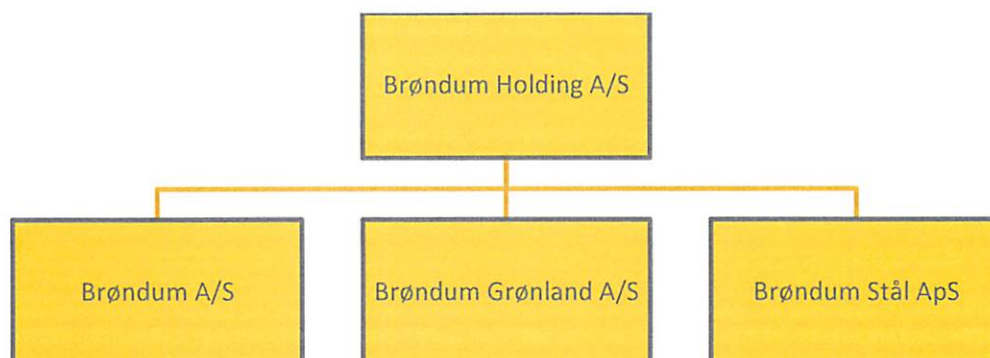 Brøndum Holding A/S
Brøndum A/S
Brøndum Grønland A/S
Brøndum Stål ApS